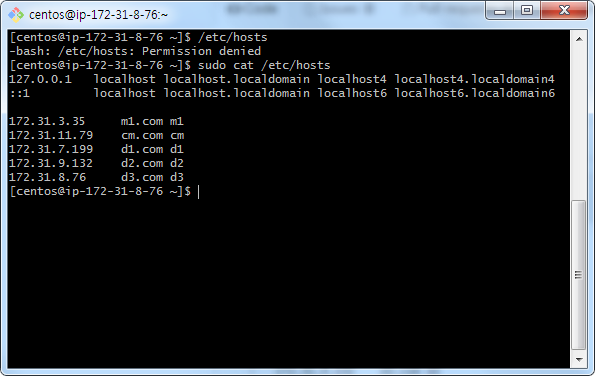 centos@ip-172-31-8-76:~
[centos@ip-172-31-8-76 ~]$ /etc/hosts
-bash: /etc/hosts: Permission denied
[centos@ip-172-31-8-76 ~]$ sudo cat /etc/hosts
127.0.0.1   localhost localhost.localdomain localhost4 localhost4.localdomain4
::1         localhost localhost.localdomain localhost6 localhost6.localdomain6
172.31.3.35     m1.com m1
172.31.11.79    cm.com cm
172.31.7.199    d1.com d1
172.31.9.132    d2.com d2
172.31.8.76     d3.com d3
[centos@ip-172-31-8-76 ~]$